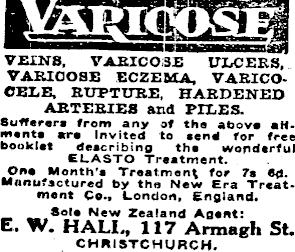 VARICOSE
VEINS, VARICOSE ULCERS,
VARICOSE ECZEMA, VARICO-
CELE, RUPTURE, HARDENED
ARTERIES and PILES.
Sufferers from any of the above ail-
ments are invited to send for free
booklet describing the wonderful
ELASTO Treatment.
One Month's Treatment for 7s 6d.
Manufactured by the New Era Treat-
ment Co., London, England.
Sole New Zealand Agent:
E. W. HALL, 117 Armagh St.
CHRISTCHURCH.